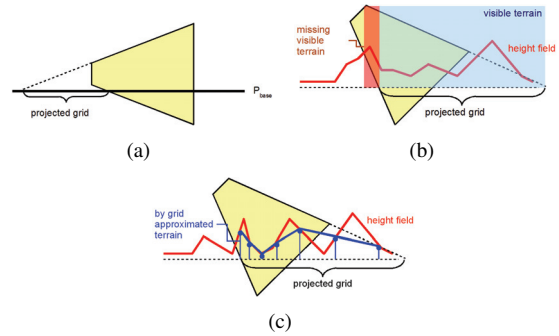 P_base
projected grid
(a)
visible terrain
missing
visible
terrain
height field
projected grid
(b)
by grid
approximated
terrain
height field
projected grid
(c)